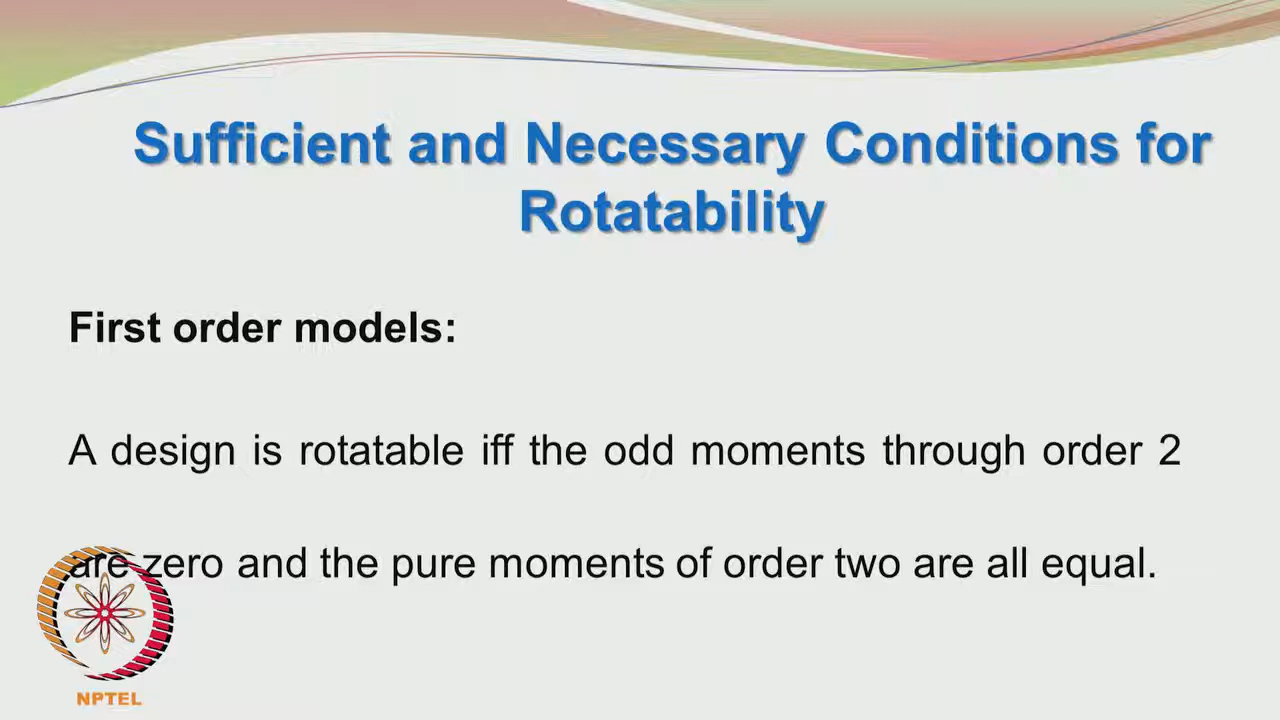 Sufficient and Necessary Conditions for
Rotatability
First order models:
A design is rotatable iff the odd moments through order 2
are zero and the pure moments of order two are all equal.
NPTEL